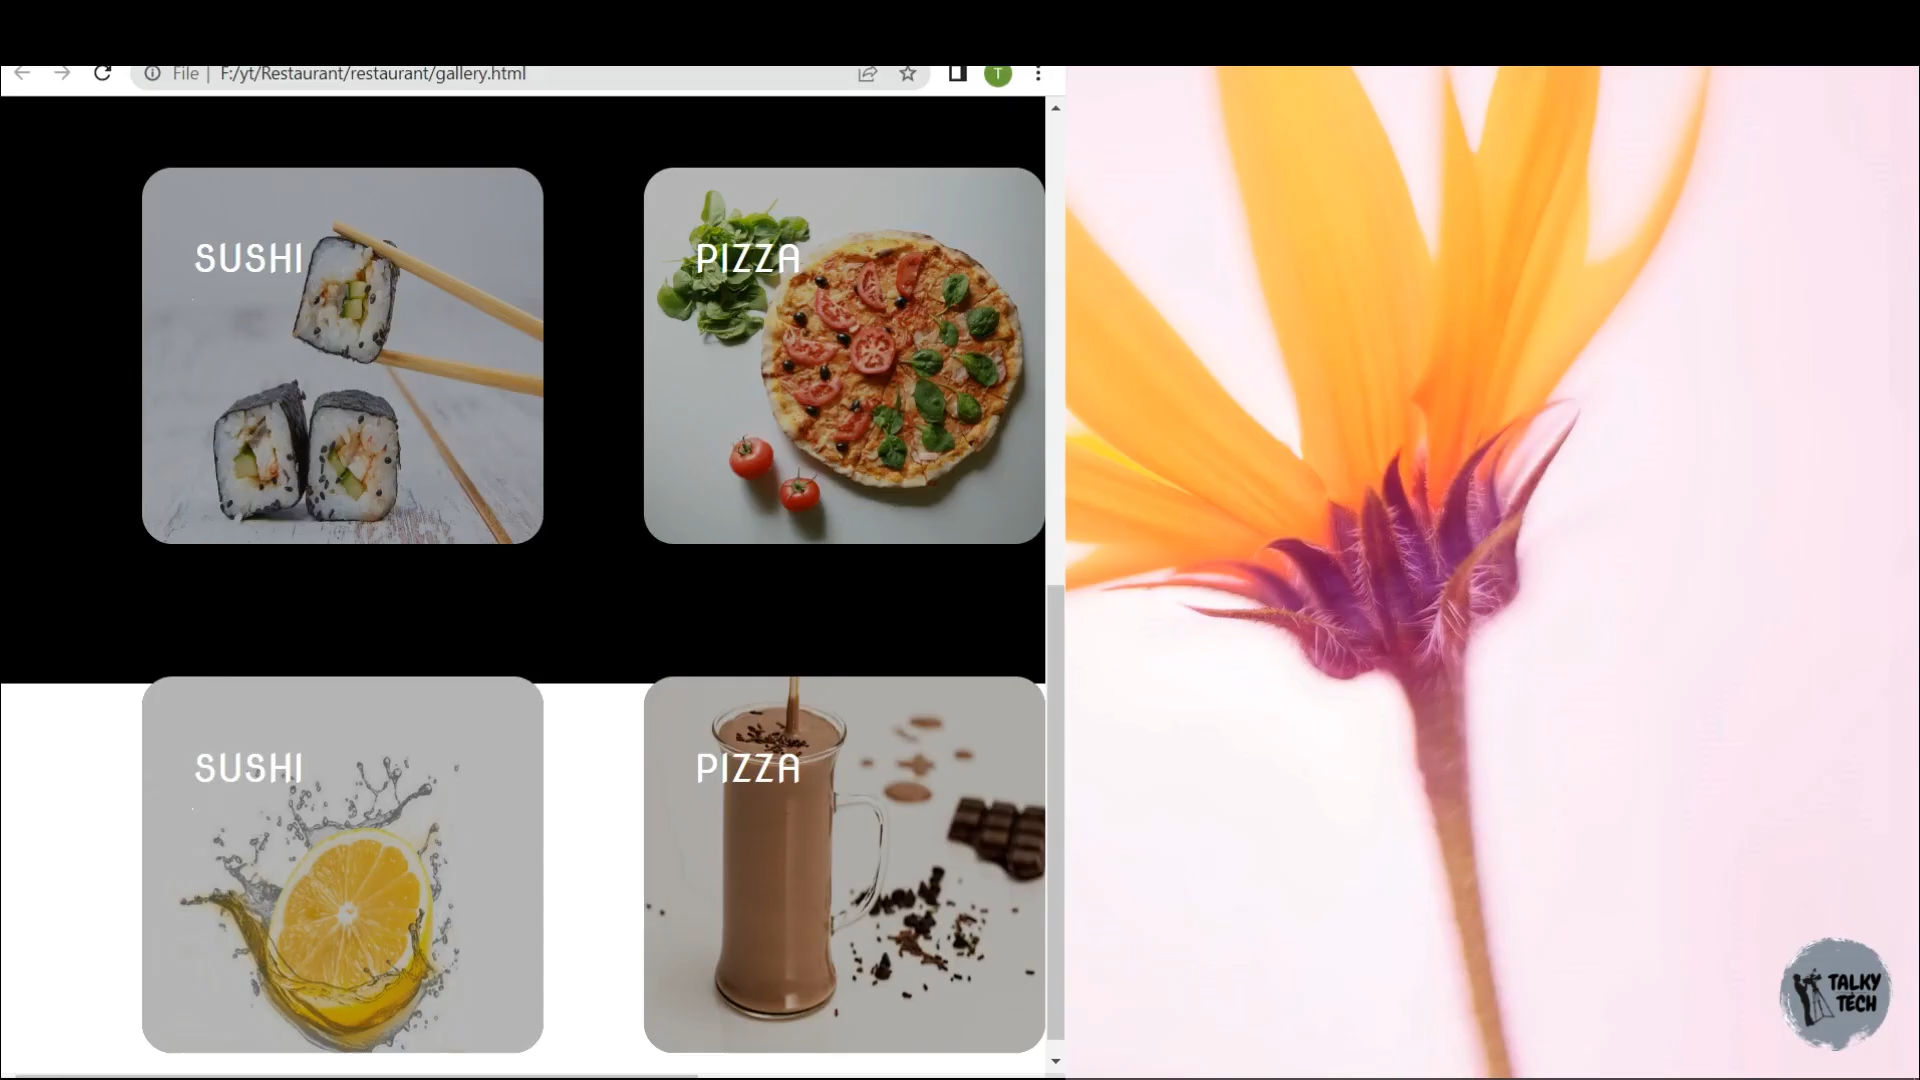 File | F:/yt/Restaurant/restaurant/gallery.html
T
SUSHI
PIZZA
SUSHI
PIZZA
TALKY
TECH